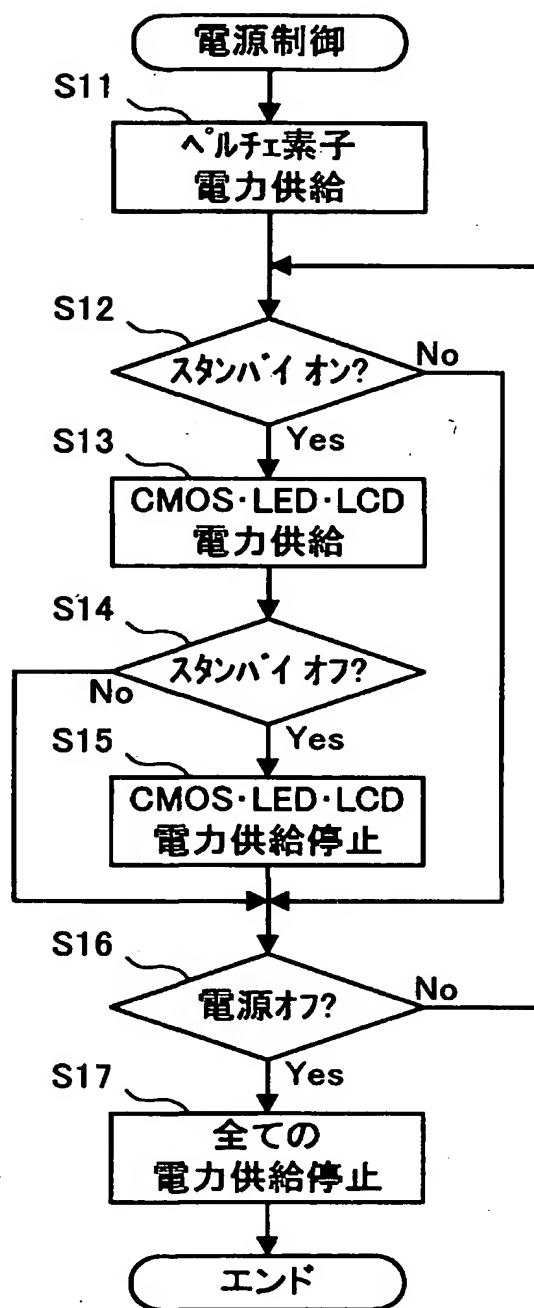 電源制御
S11
ペルチェ素子
電力供給
S12
スタンバイ オン?
No
Yes
S13
CMOS・LED・LCD
電力供給
S14
スタンバイ オフ?
No
Yes
S15
CMOS・LED・LCD
電力供給停止
S16
電源オフ?
No
Yes
S17
全ての
電力供給停止
エンド